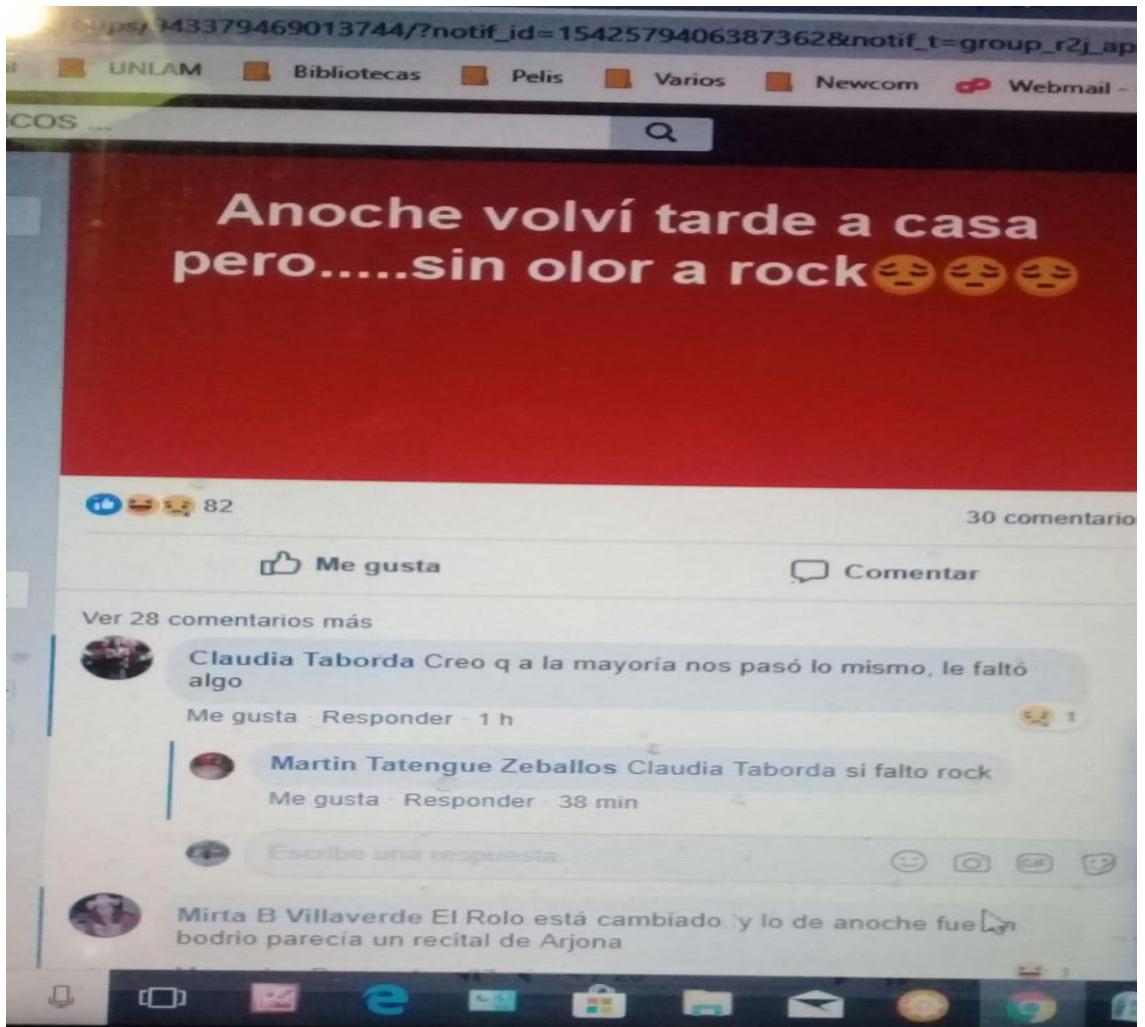 /943379469013744/?notif_id=1542579406387362&notif_t=group_r2j_ap
UNLAM Bibliotecas Pelis Varios Newcom Webmail -
COS ...
Anoche volví tarde a casa
pero.....sin olor a rock😔😔😔
82
30 comentario
Me gusta Comentar
Ver 28 comentarios más
Claudia Taborda Creo q a la mayoría nos pasó lo mismo, le faltó
algo
Me gusta · Responder · 1 h
1
Martin Tatengue Zeballos Claudia Taborda si falto rock
Me gusta · Responder · 38 min
Escribe una respuesta...
GIF
Mirta B Villaverde El Rolo está cambiado y lo de anoche fue
bodrio parecía un recital de Arjona
1